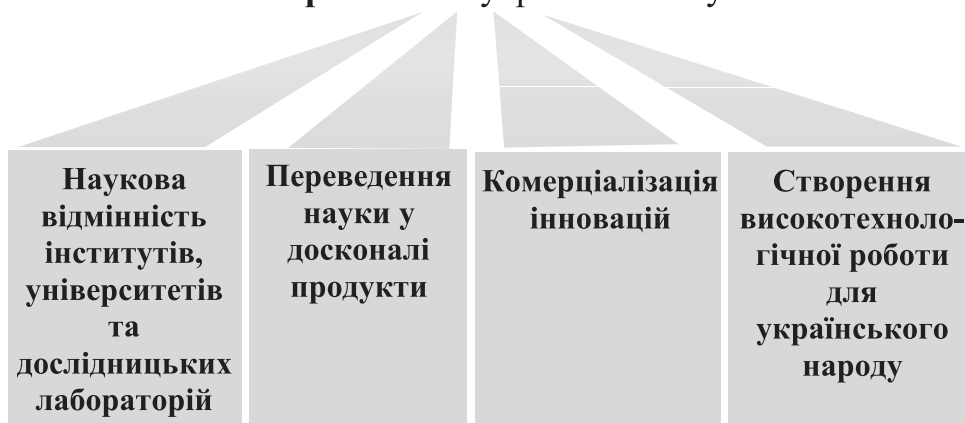 Наукова
відмінність
інститутів,
університетів
та
дослідницьких
лабораторій
Переведення
науки у
досконалі
продукти
Комерціалізація
інновацій
Створення
високотехноло-
гічної роботи
для
українського
народу